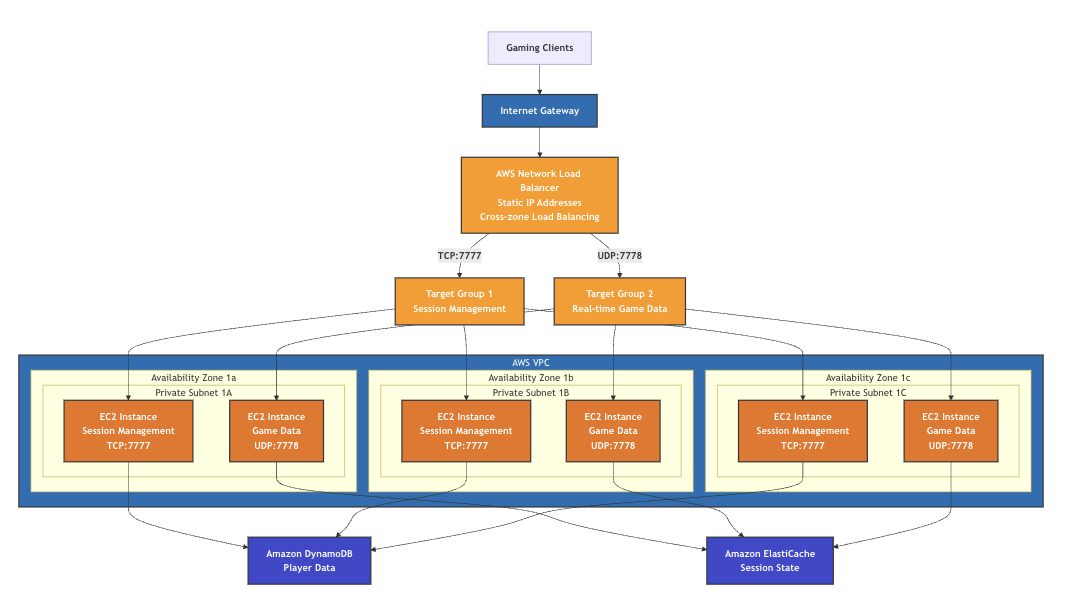 Gaming Clients
Internet Gateway
AWS Network Load
Balancer
Static IP Addresses
Cross-zone Load Balancing
TCP:7777
UDP:7778
Target Group 1
Session Management
Target Group 2
Real-time Game Data
AWS VPC
Availability Zone 1a
Private Subnet 1A
EC2 Instance
Session Management
TCP:7777
EC2 Instance
Game Data
UDP:7778
Availability Zone 1b
Private Subnet 1B
EC2 Instance
Session Management
TCP:7777
EC2 Instance
Game Data
UDP:7778
Availability Zone 1c
Private Subnet 1C
EC2 Instance
Session Management
TCP:7777
EC2 Instance
Game Data
UDP:7778
Amazon DynamoDB
Player Data
Amazon ElastiCache
Session State